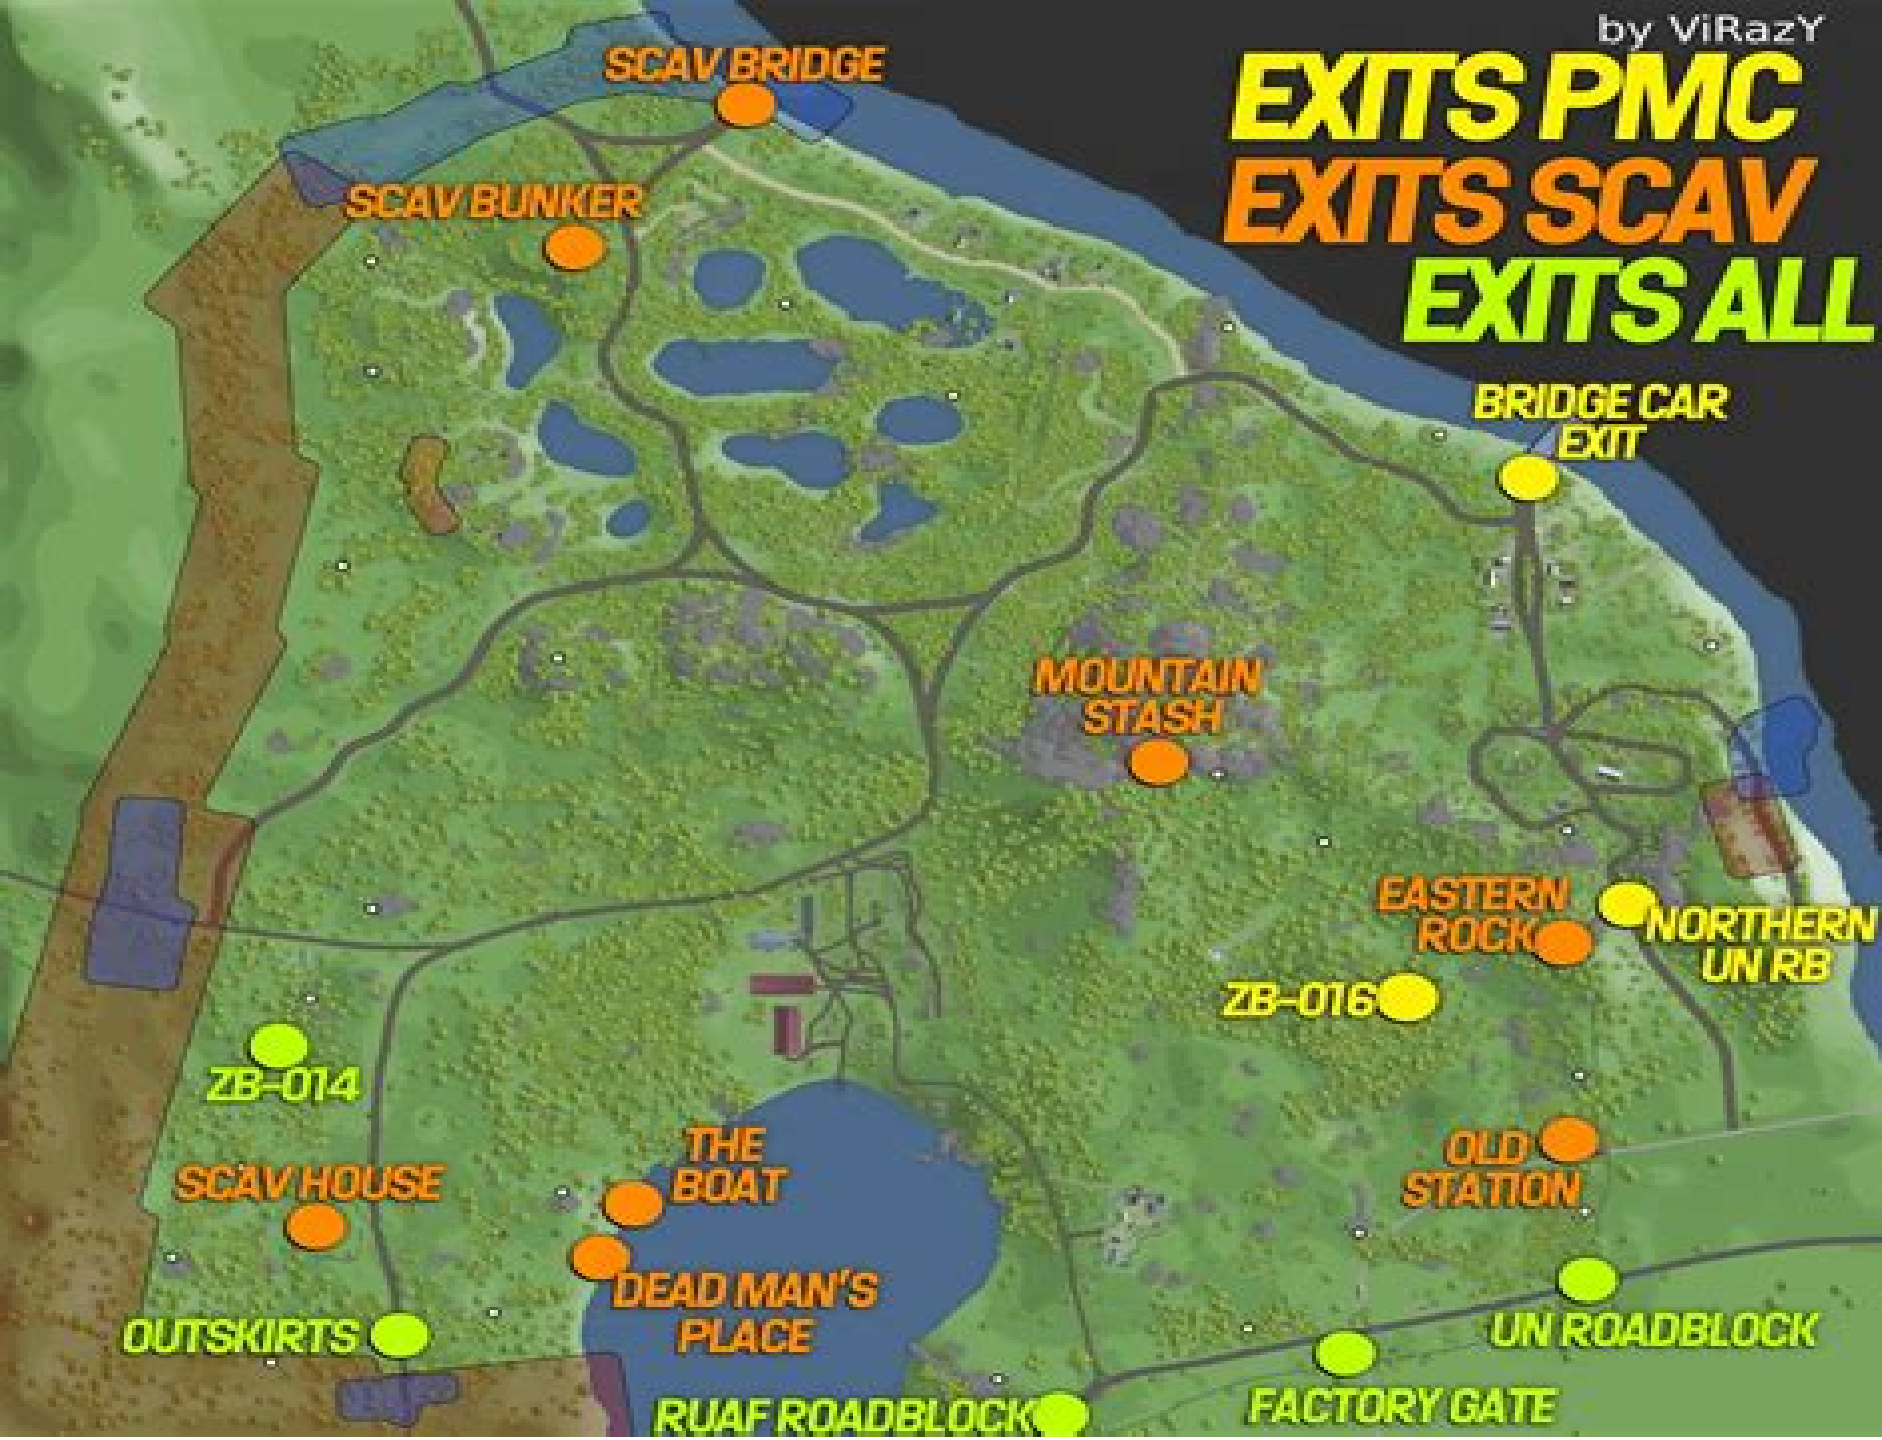 by ViRazY
EXITS PMC
EXITS SCAV
EXITS ALL
SCAV BRIDGE
SCAV BUNKER
BRIDGE CAR
EXIT
MOUNTAIN
STASH
EASTERN
ROCK
NORTHERN
UN RB
ZB-016
ZB-014
THE
BOAT
OLD
STATION
SCAV HOUSE
DEAD MAN'S
PLACE
OUTSKIRTS
UN ROADBLOCK
FACTORY GATE
RUAF ROADBLOCK